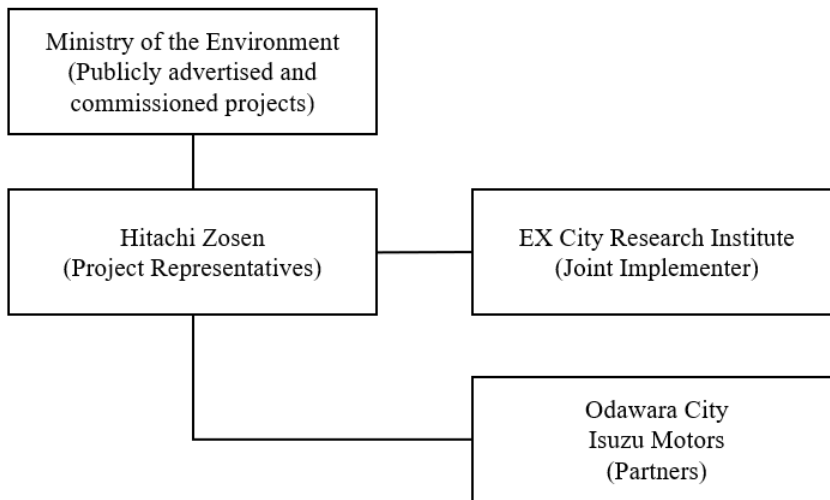 Ministry of the Environment
(Publicly advertised and
commissioned projects)
Hitachi Zosen
(Project Representatives)
EX City Research Institute
(Joint Implementer)
Odawara City
Isuzu Motors
(Partners)